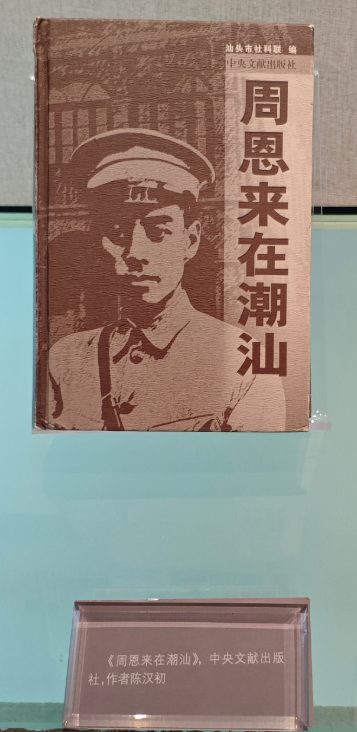 汕头市社科联 编
中央文献出版社
周恩来在潮汕
《周恩来在潮汕》，中央文献出版
社，作者陈汉初